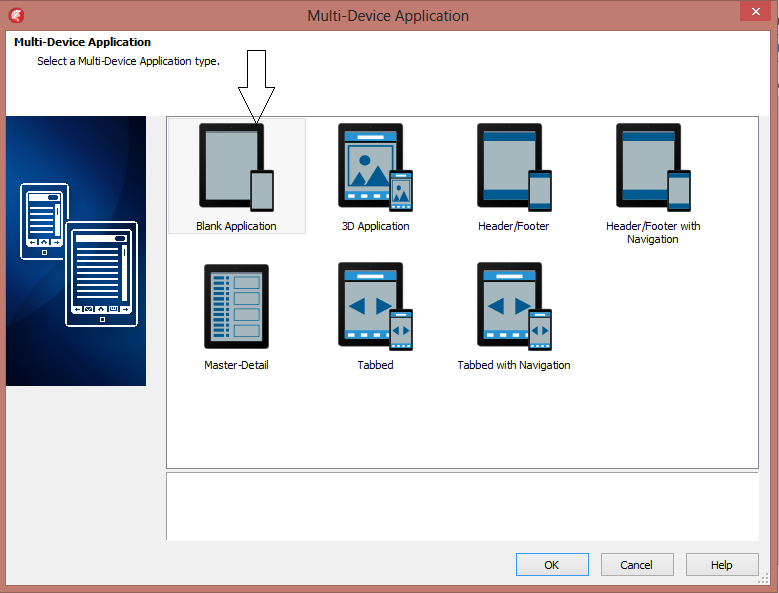 Multi-Device Application
Multi-Device Application
Select a Multi-Device Application type.
Blank Application
3D Application
Header/Footer
Header/Footer with
Navigation
Master-Detail
Tabbed
Tabbed with Navigation
OK
Cancel
Help